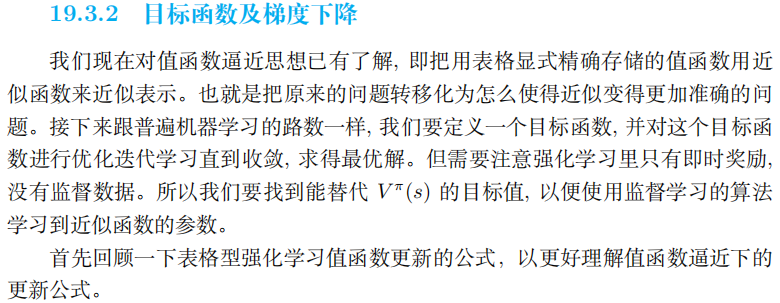 19.3.2 目标函数及梯度下降
我们现在对值函数逼近思想已有了解, 即把用表格显式精确存储的值函数用近
似函数来近似表示。也就是把原来的问题转移化为怎么使得近似变得更加准确的问
题。接下来跟普遍机器学习的路数一样, 我们要定义一个目标函数, 并对这个目标函
数进行优化迭代学习直到收敛, 求得最优解。但需要注意强化学习里只有即时奖励,
没有监督数据。所以我们要找到能替代 V^π(s) 的目标值, 以便使用监督学习的算法
学习到近似函数的参数。
首先回顾一下表格型强化学习值函数更新的公式, 以更好理解值函数逼近下的
更新公式。